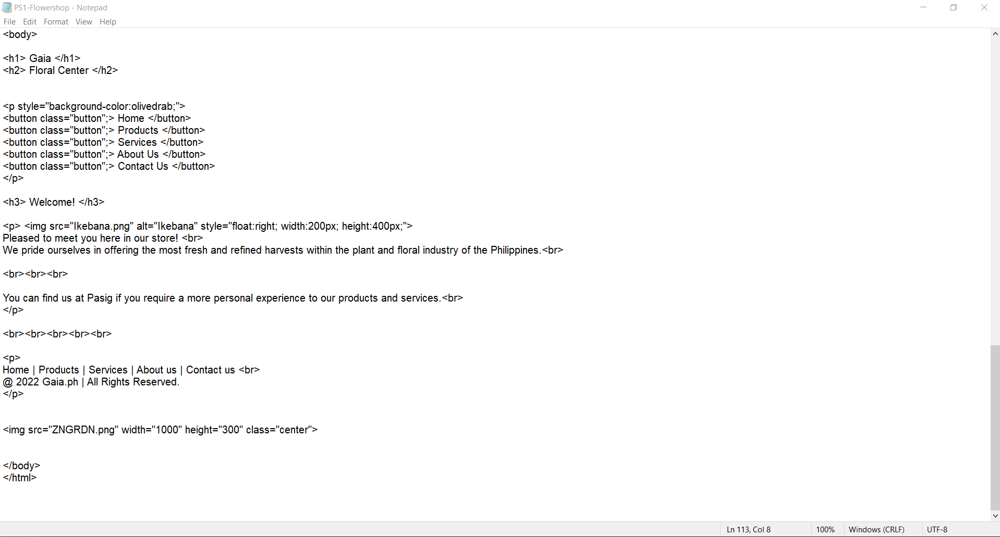 PS1-Flowershop - Notepad
File Edit Format View Help
<body>
<h1> Gaia </h1>
<h2> Floral Center </h2>
<p style="background-color:olivedrab;">
<button class="button";> Home </button>
<button class="button";> Products </button>
<button class="button";> Services </button>
<button class="button";> About Us </button>
<button class="button";> Contact Us </button>
</p>
<h3> Welcome! </h3>
<p> <img src="Ikebana.png" alt="Ikebana" style="float:right; width:200px; height:400px;">
Pleased to meet you here in our store! <br>
We pride ourselves in offering the most fresh and refined harvests within the plant and floral industry of the Philippines.<br>
<br><br><br>
You can find us at Pasig if you require a more personal experience to our products and services.<br>
</p>
<br><br><br><br><br>
<p>
Home | Products | Services | About us | Contact us <br>
@ 2022 Gaia.ph | All Rights Reserved.
</p>
<img src="ZNGRDN.png" width="1000" height="300" class="center">
</body>
</html>
Ln 113, Col 8 100% Windows (CRLF) UTF-8